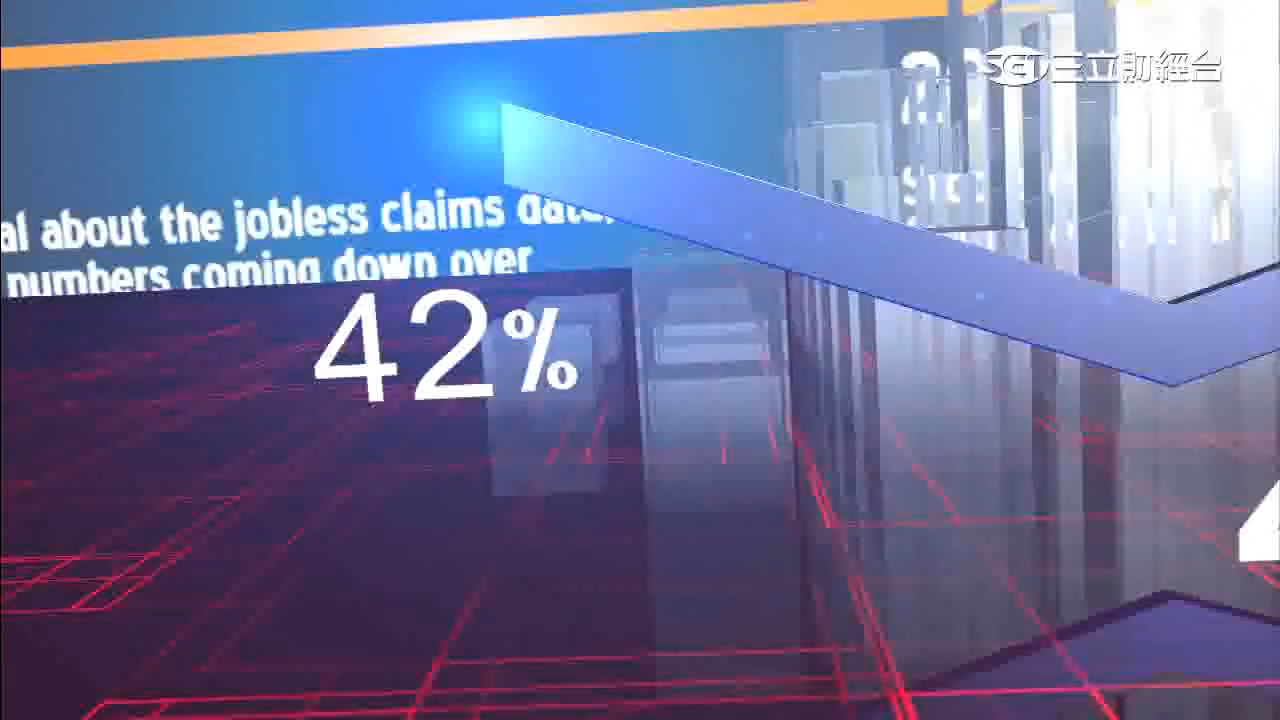 SET三立財經台
al about the jobless claims data.
numbers coming down over
42%